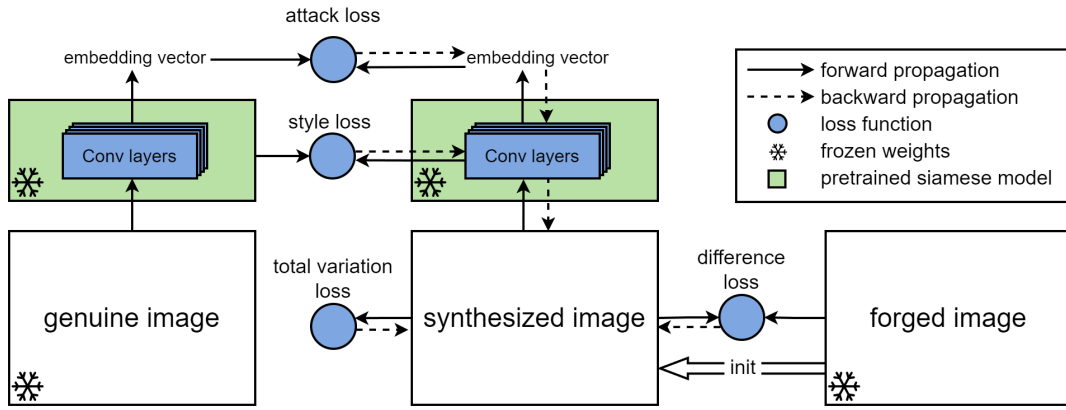 attack loss
embedding vector
embedding vector
style loss
Conv layers
Conv layers
forward propagation
backward propagation
loss function
frozen weights
pretrained siamese model
total variation
loss
difference
loss
genuine image
synthesized image
forged image
init